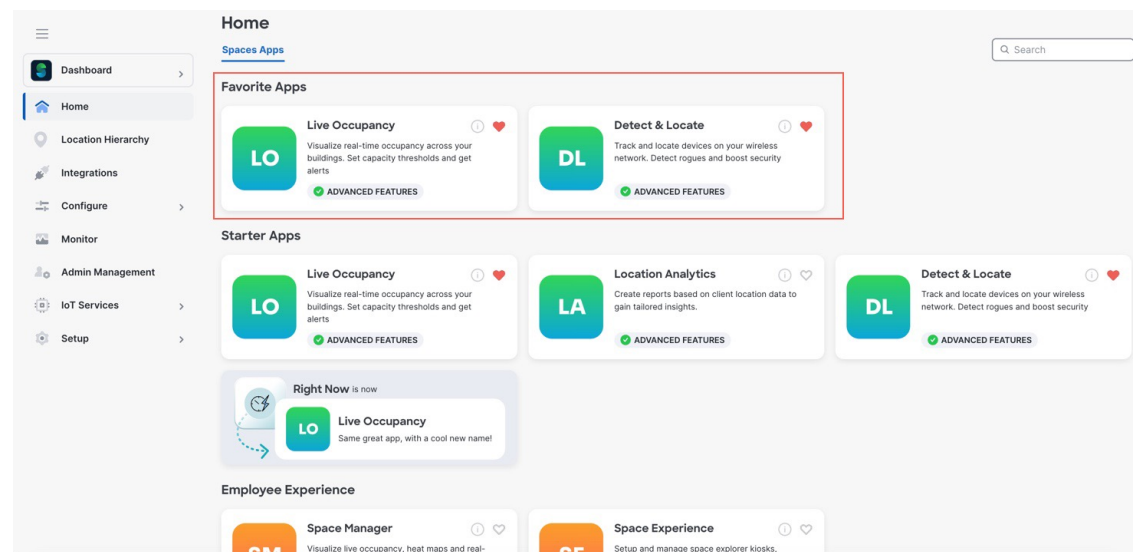 Home
Spaces Apps
Search
Dashboard
Home
Location Hierarchy
Integrations
Configure
Monitor
Admin Management
IoT Services
Setup
Favorite Apps
LO
Live Occupancy
Visualize real-time occupancy across your
buildings. Set capacity thresholds and get
alerts
ADVANCED FEATURES
DL
Detect & Locate
Track and locate devices on your wireless
network. Detect rogues and boost security
ADVANCED FEATURES
Starter Apps
LO
Live Occupancy
Visualize real-time occupancy across your
buildings. Set capacity thresholds and get
alerts
ADVANCED FEATURES
LA
Location Analytics
Create reports based on client location data to
gain tailored insights.
ADVANCED FEATURES
DL
Detect & Locate
Track and locate devices on your wireless
network. Detect rogues and boost security
ADVANCED FEATURES
Right Now is now
LO
Live Occupancy
Same great app, with a cool new name!
Employee Experience
SM
Space Manager
Visualize live occupancy, heat maps and real-
SE
Space Experience
Setup and manage space explorer kiosks.